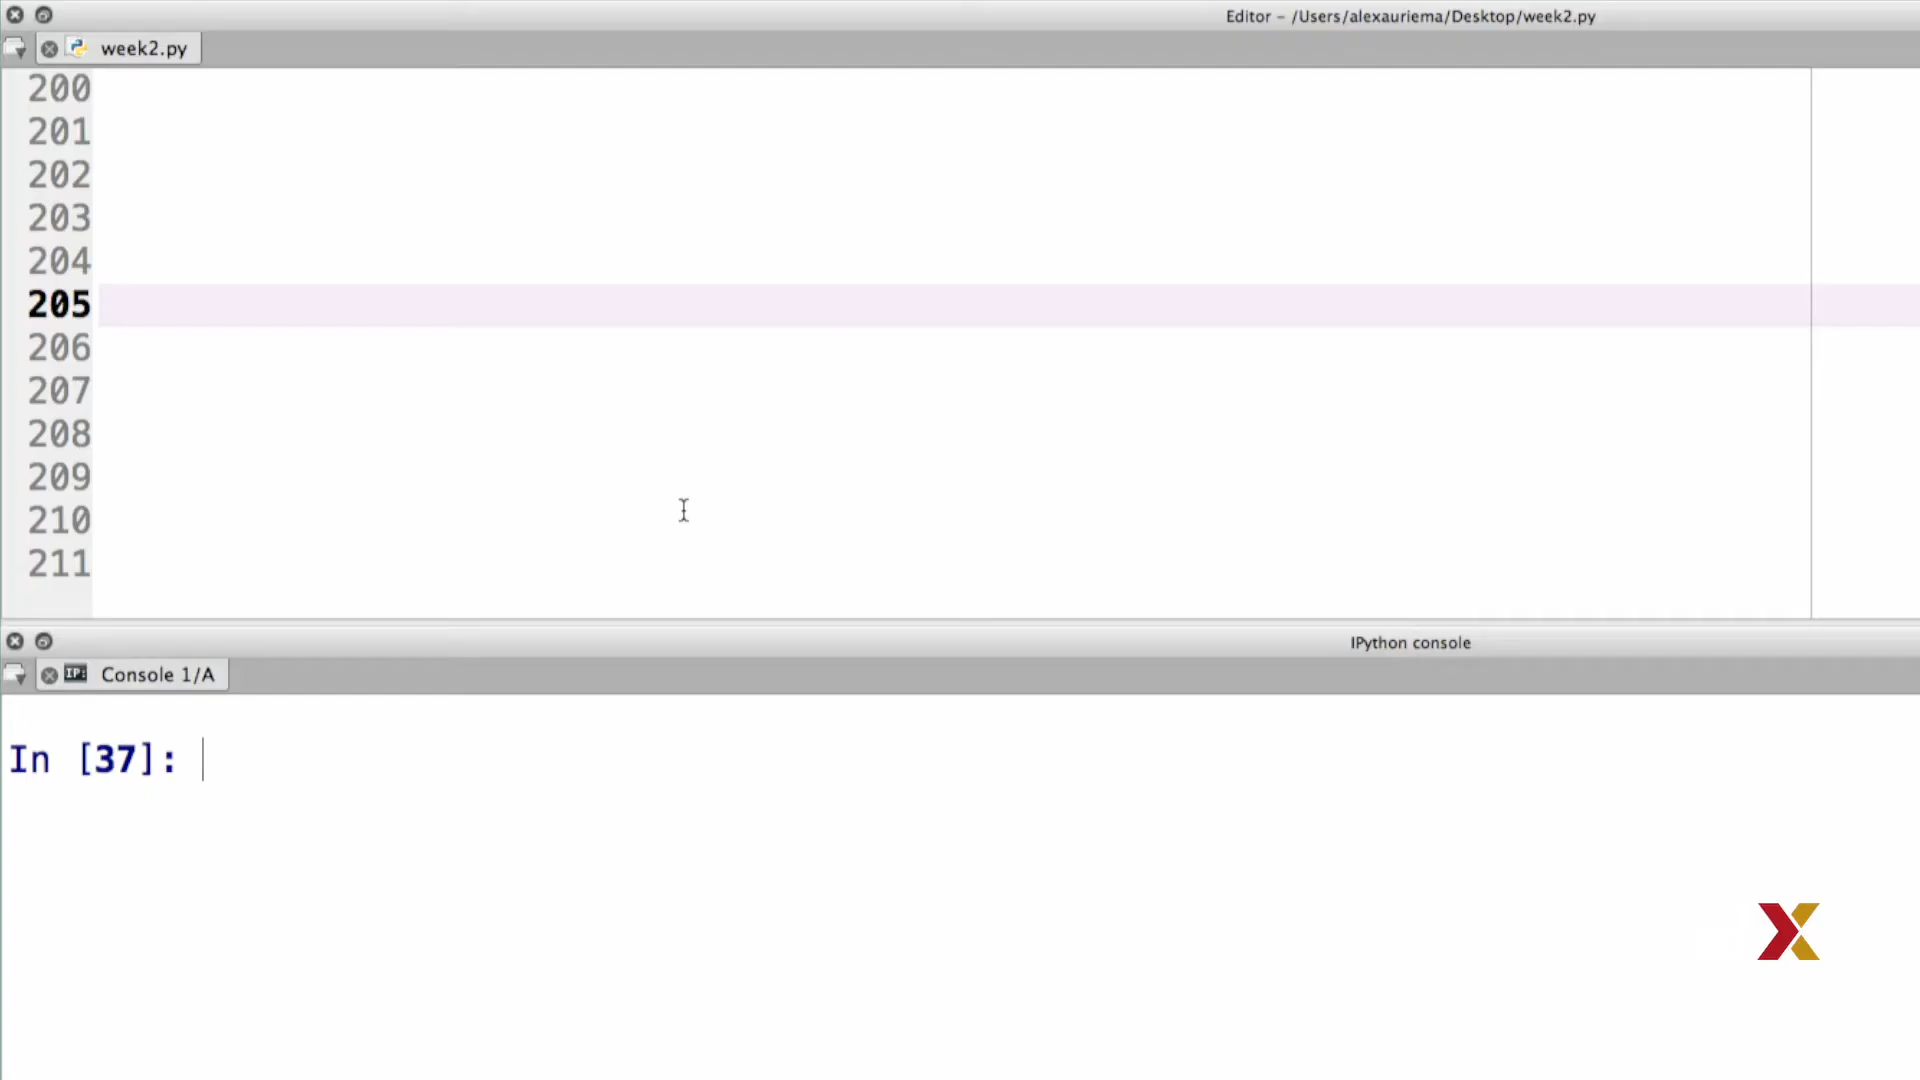 Editor – /Users/alexauriema/Desktop/week2.py
week2.py
200
201
202
203
204
205
206
207
208
209
210
211
IPython console
IP: Console 1/A
In [37]: